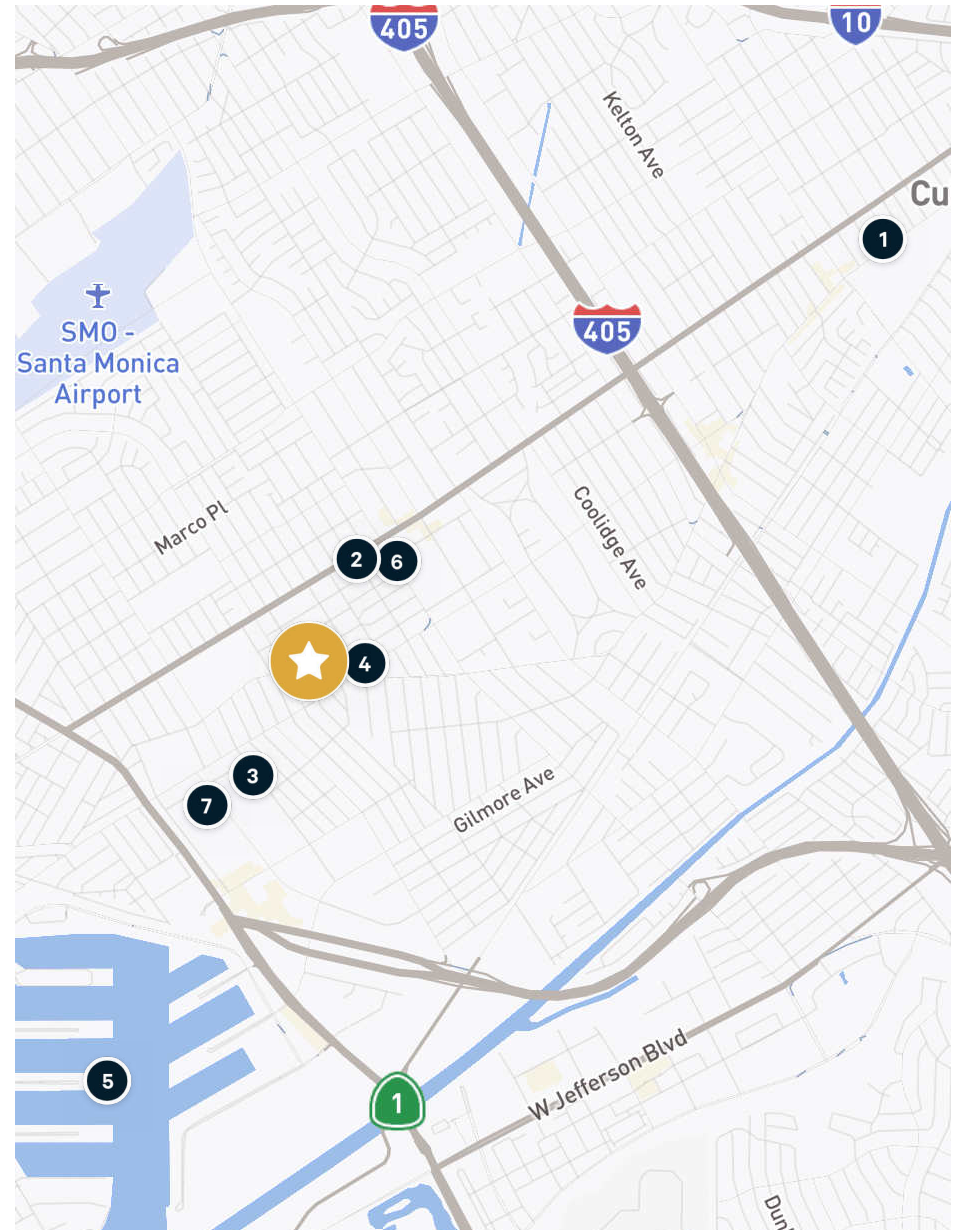 405
10
Kelton Ave
Cu
1
SMO -
Santa Monica
Airport
405
Marco Pl
Coolidge Ave
2
6
4
3
7
Gilmore Ave
5
W Jefferson Blvd
1
Dun